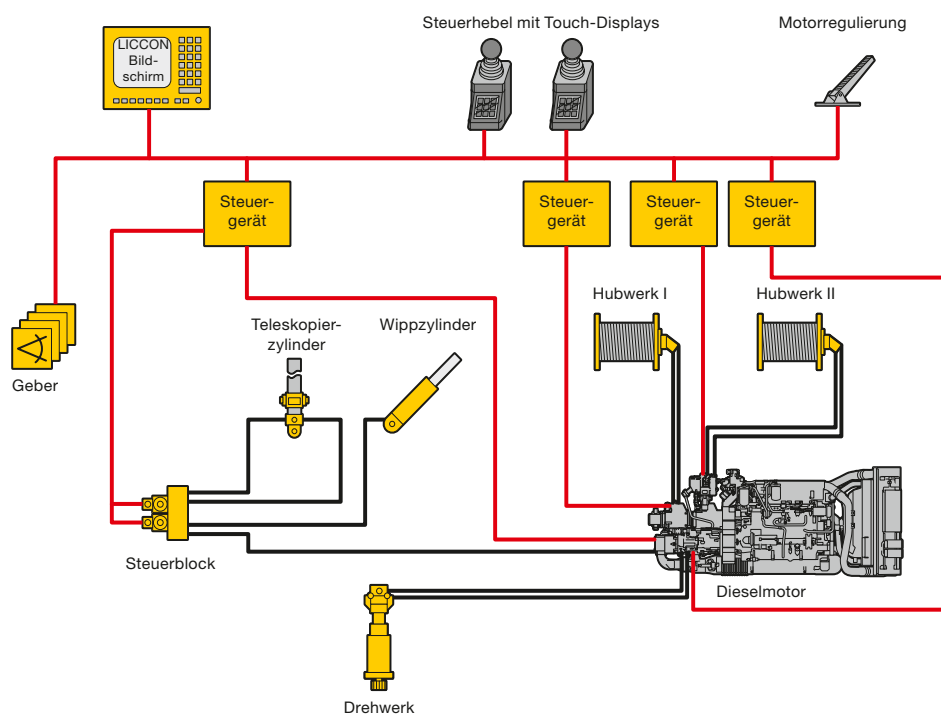 Steuerhebel mit Touch-Displays
Motorregulierung
LICCON
Bild-
schirm
Steuer-
gerät
Steuer-
gerät
Steuer-
gerät
Steuer-
gerät
Hubwerk I
Hubwerk II
Teleskopier-
zylinder
Wippzylinder
Geber
Steuerblock
Dieselmotor
Drehwerk